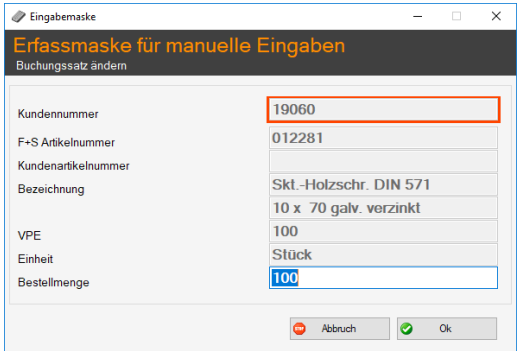 Eingabemaske
Erfassmaske für manuelle Eingaben
Buchungssatz ändern
Kundennummer 19060
F+S Artikelnummer 012281
Kundenartikelnummer
Bezeichnung Skt.-Holzschr. DIN 571
10 x 70 galv. verzinkt
VPE 100
Einheit Stück
Bestellmenge 100
STOP Abbruch Ok